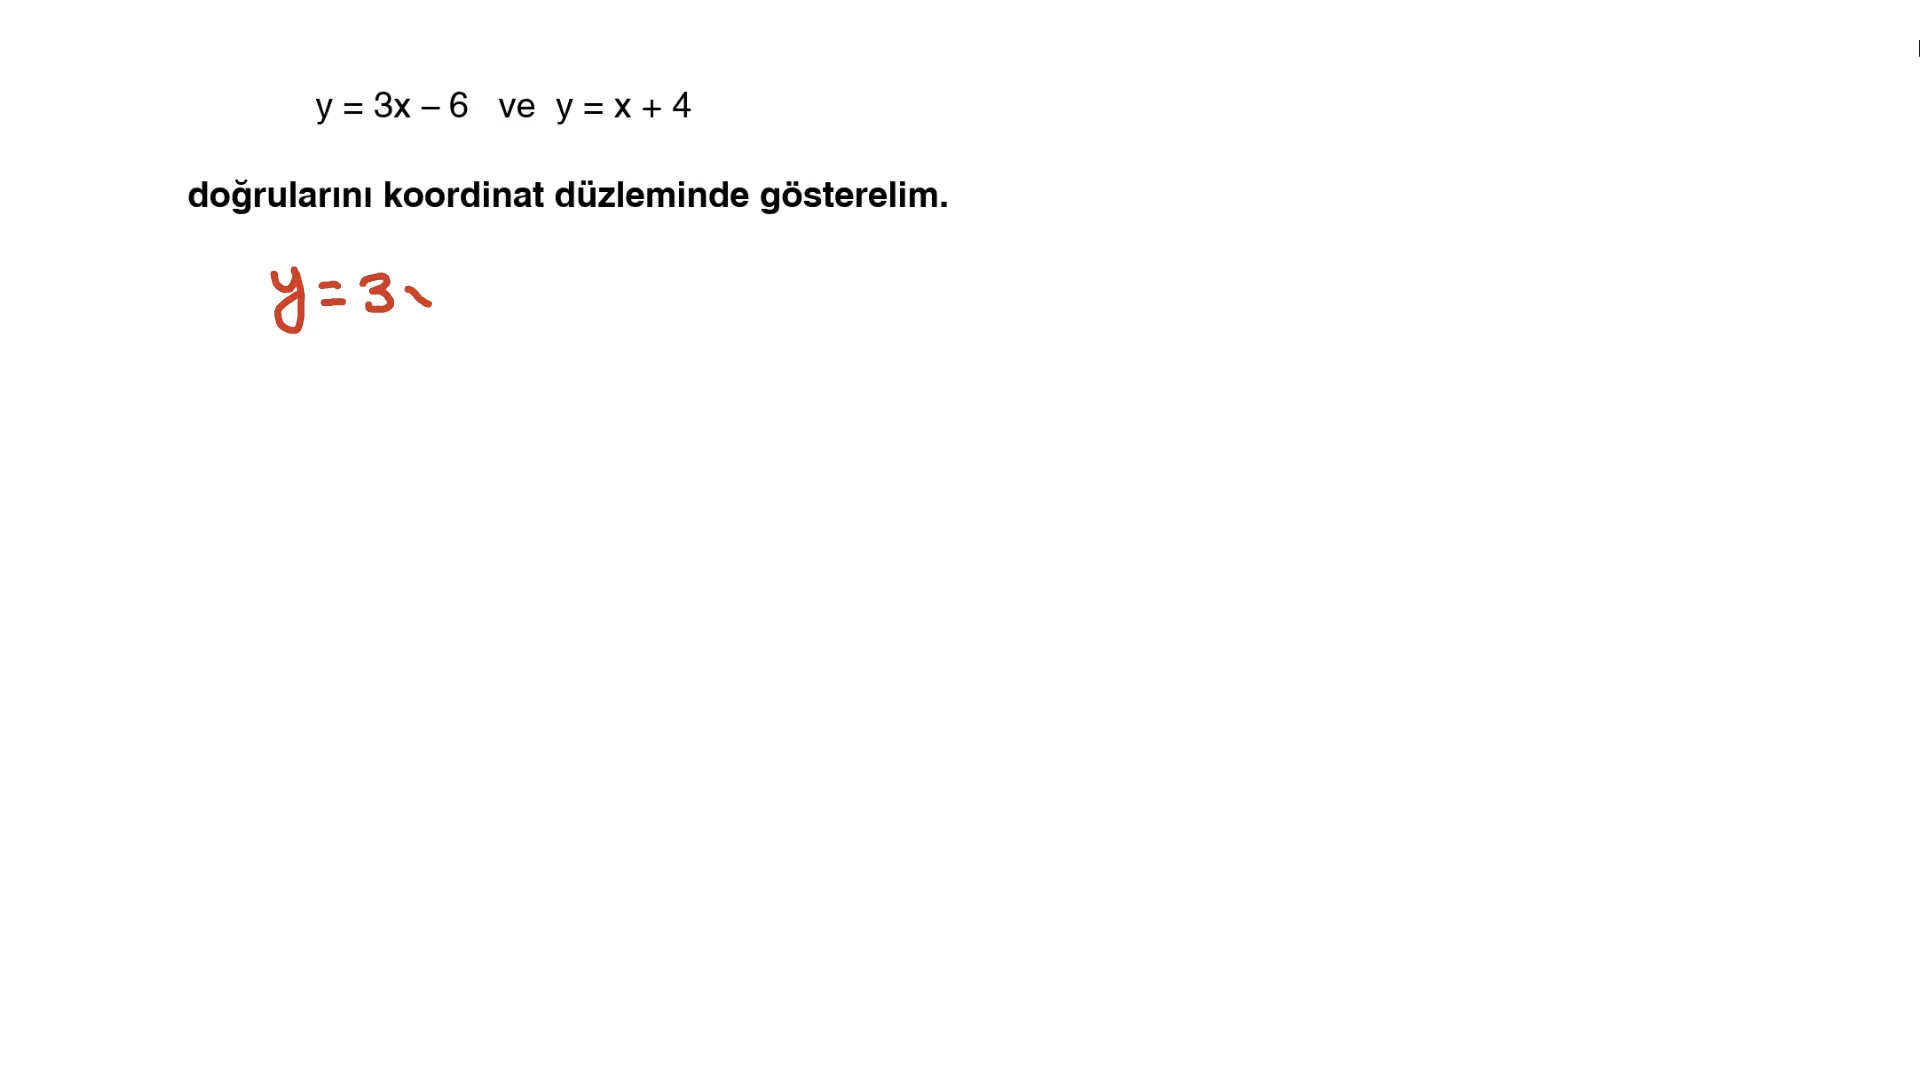 y = 3x – 6 ve y = x + 4
doğrularını koordinat düzleminde gösterelim.
y = 3